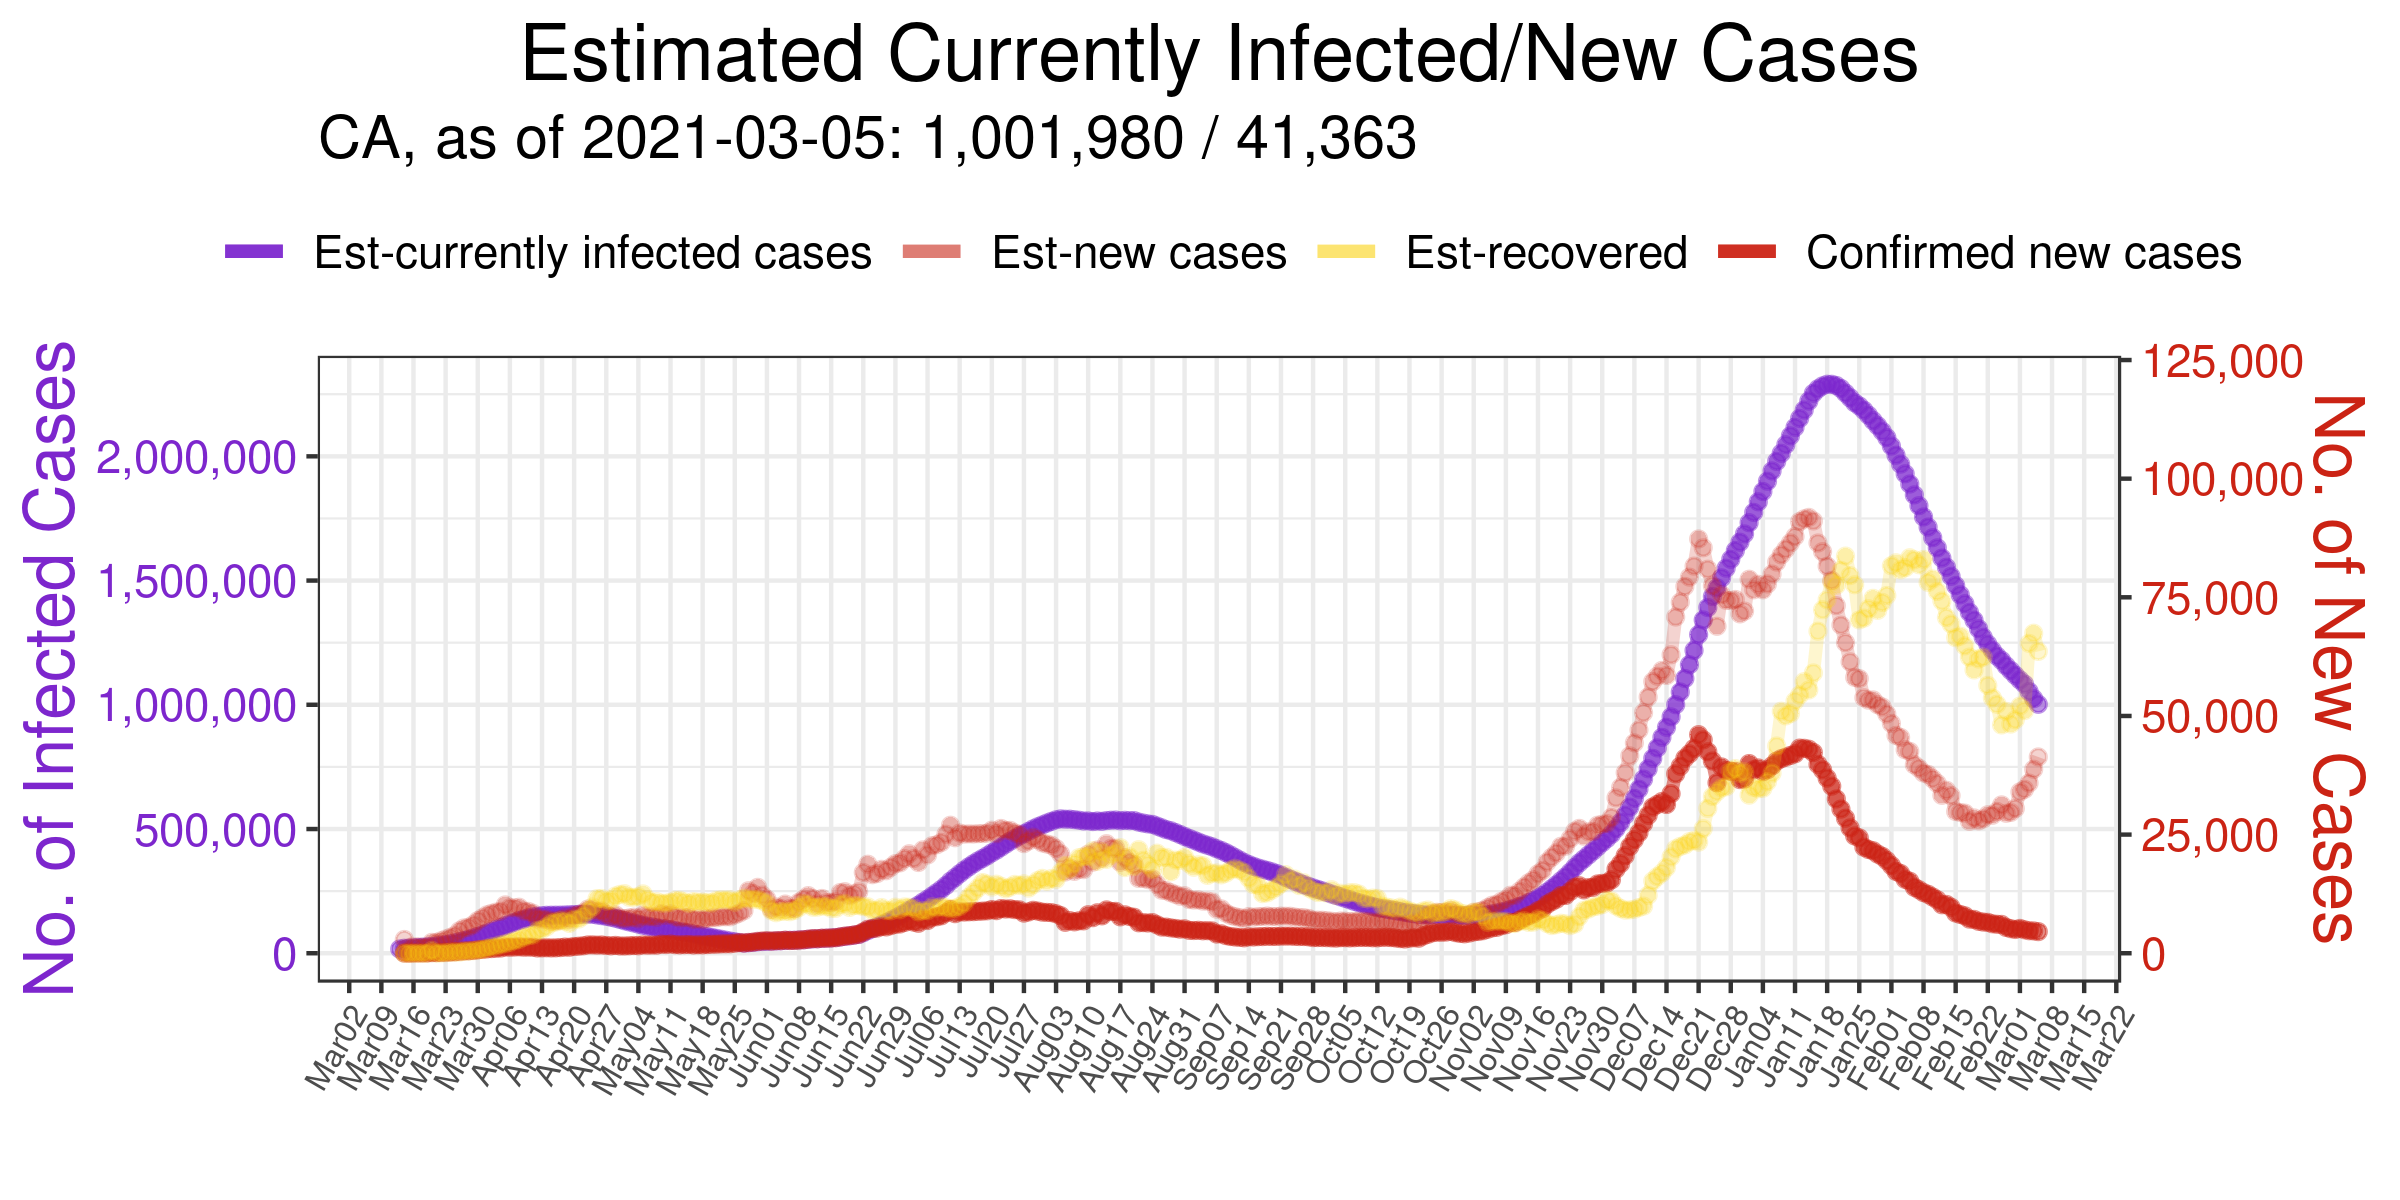 Estimated Currently Infected/New Cases
CA, as of 2021-03-05: 1,001,980 / 41,363
Est-currently infected cases Est-new cases Est-recovered Confirmed new cases
No. of Infected Cases
2,000,000
1,500,000
1,000,000
500,000
0
125,000
100,000
75,000
50,000
25,000
0
No. of New Cases
Mar02 Mar09 Mar16 Mar23 Mar30 Apr06 Apr13 Apr20 Apr27 May04 May11 May18 May25 Jun01 Jun08 Jun15 Jun22 Jun29 Jul06 Jul13 Jul20 Jul27 Aug03 Aug10 Aug17 Aug24 Aug31 Sep07 Sep14 Sep21 Sep28 Oct05 Oct12 Oct19 Oct26 Nov02 Nov09 Nov16 Nov23 Nov30 Dec07 Dec14 Dec21 Dec28 Jan04 Jan11 Jan18 Jan25 Feb01 Feb08 Feb15 Feb22 Mar01 Mar08 Mar15 Mar22